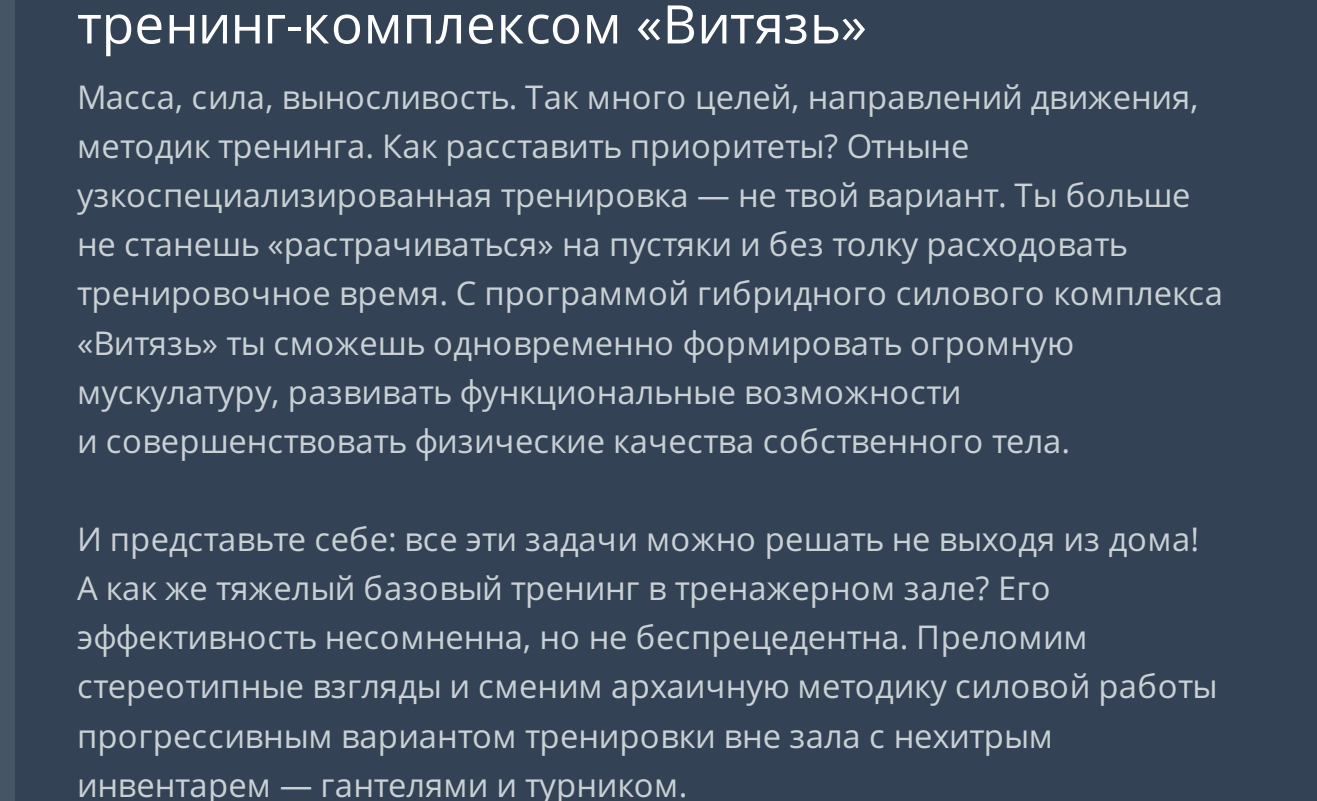 тренинг-комплексом «Витязь»
Масса, сила, выносливость. Так много целей, направлений движения,
методик тренинга. Как расставить приоритеты? Отныне
узкоспециализированная тренировка — не твой вариант. Ты больше
не станешь «растрачиваться» на пустяки и без толку расходовать
тренировочное время. С программой гибридного силового комплекса
«Витязь» ты сможешь одновременно формировать огромную
мускулатуру, развивать функциональные возможности
и совершенствовать физические качества собственного тела.
И представьте себе: все эти задачи можно решать не выходя из дома!
А как же тяжелый базовый тренинг в тренажерном зале? Его
эффективность несомненна, но не беспрецедентна. Преломим
стереотипные взгляды и сменим архаичную методику силовой работы
прогрессивным вариантом тренировки вне зала с нехитрым
инвентарем — гантелями и турником.